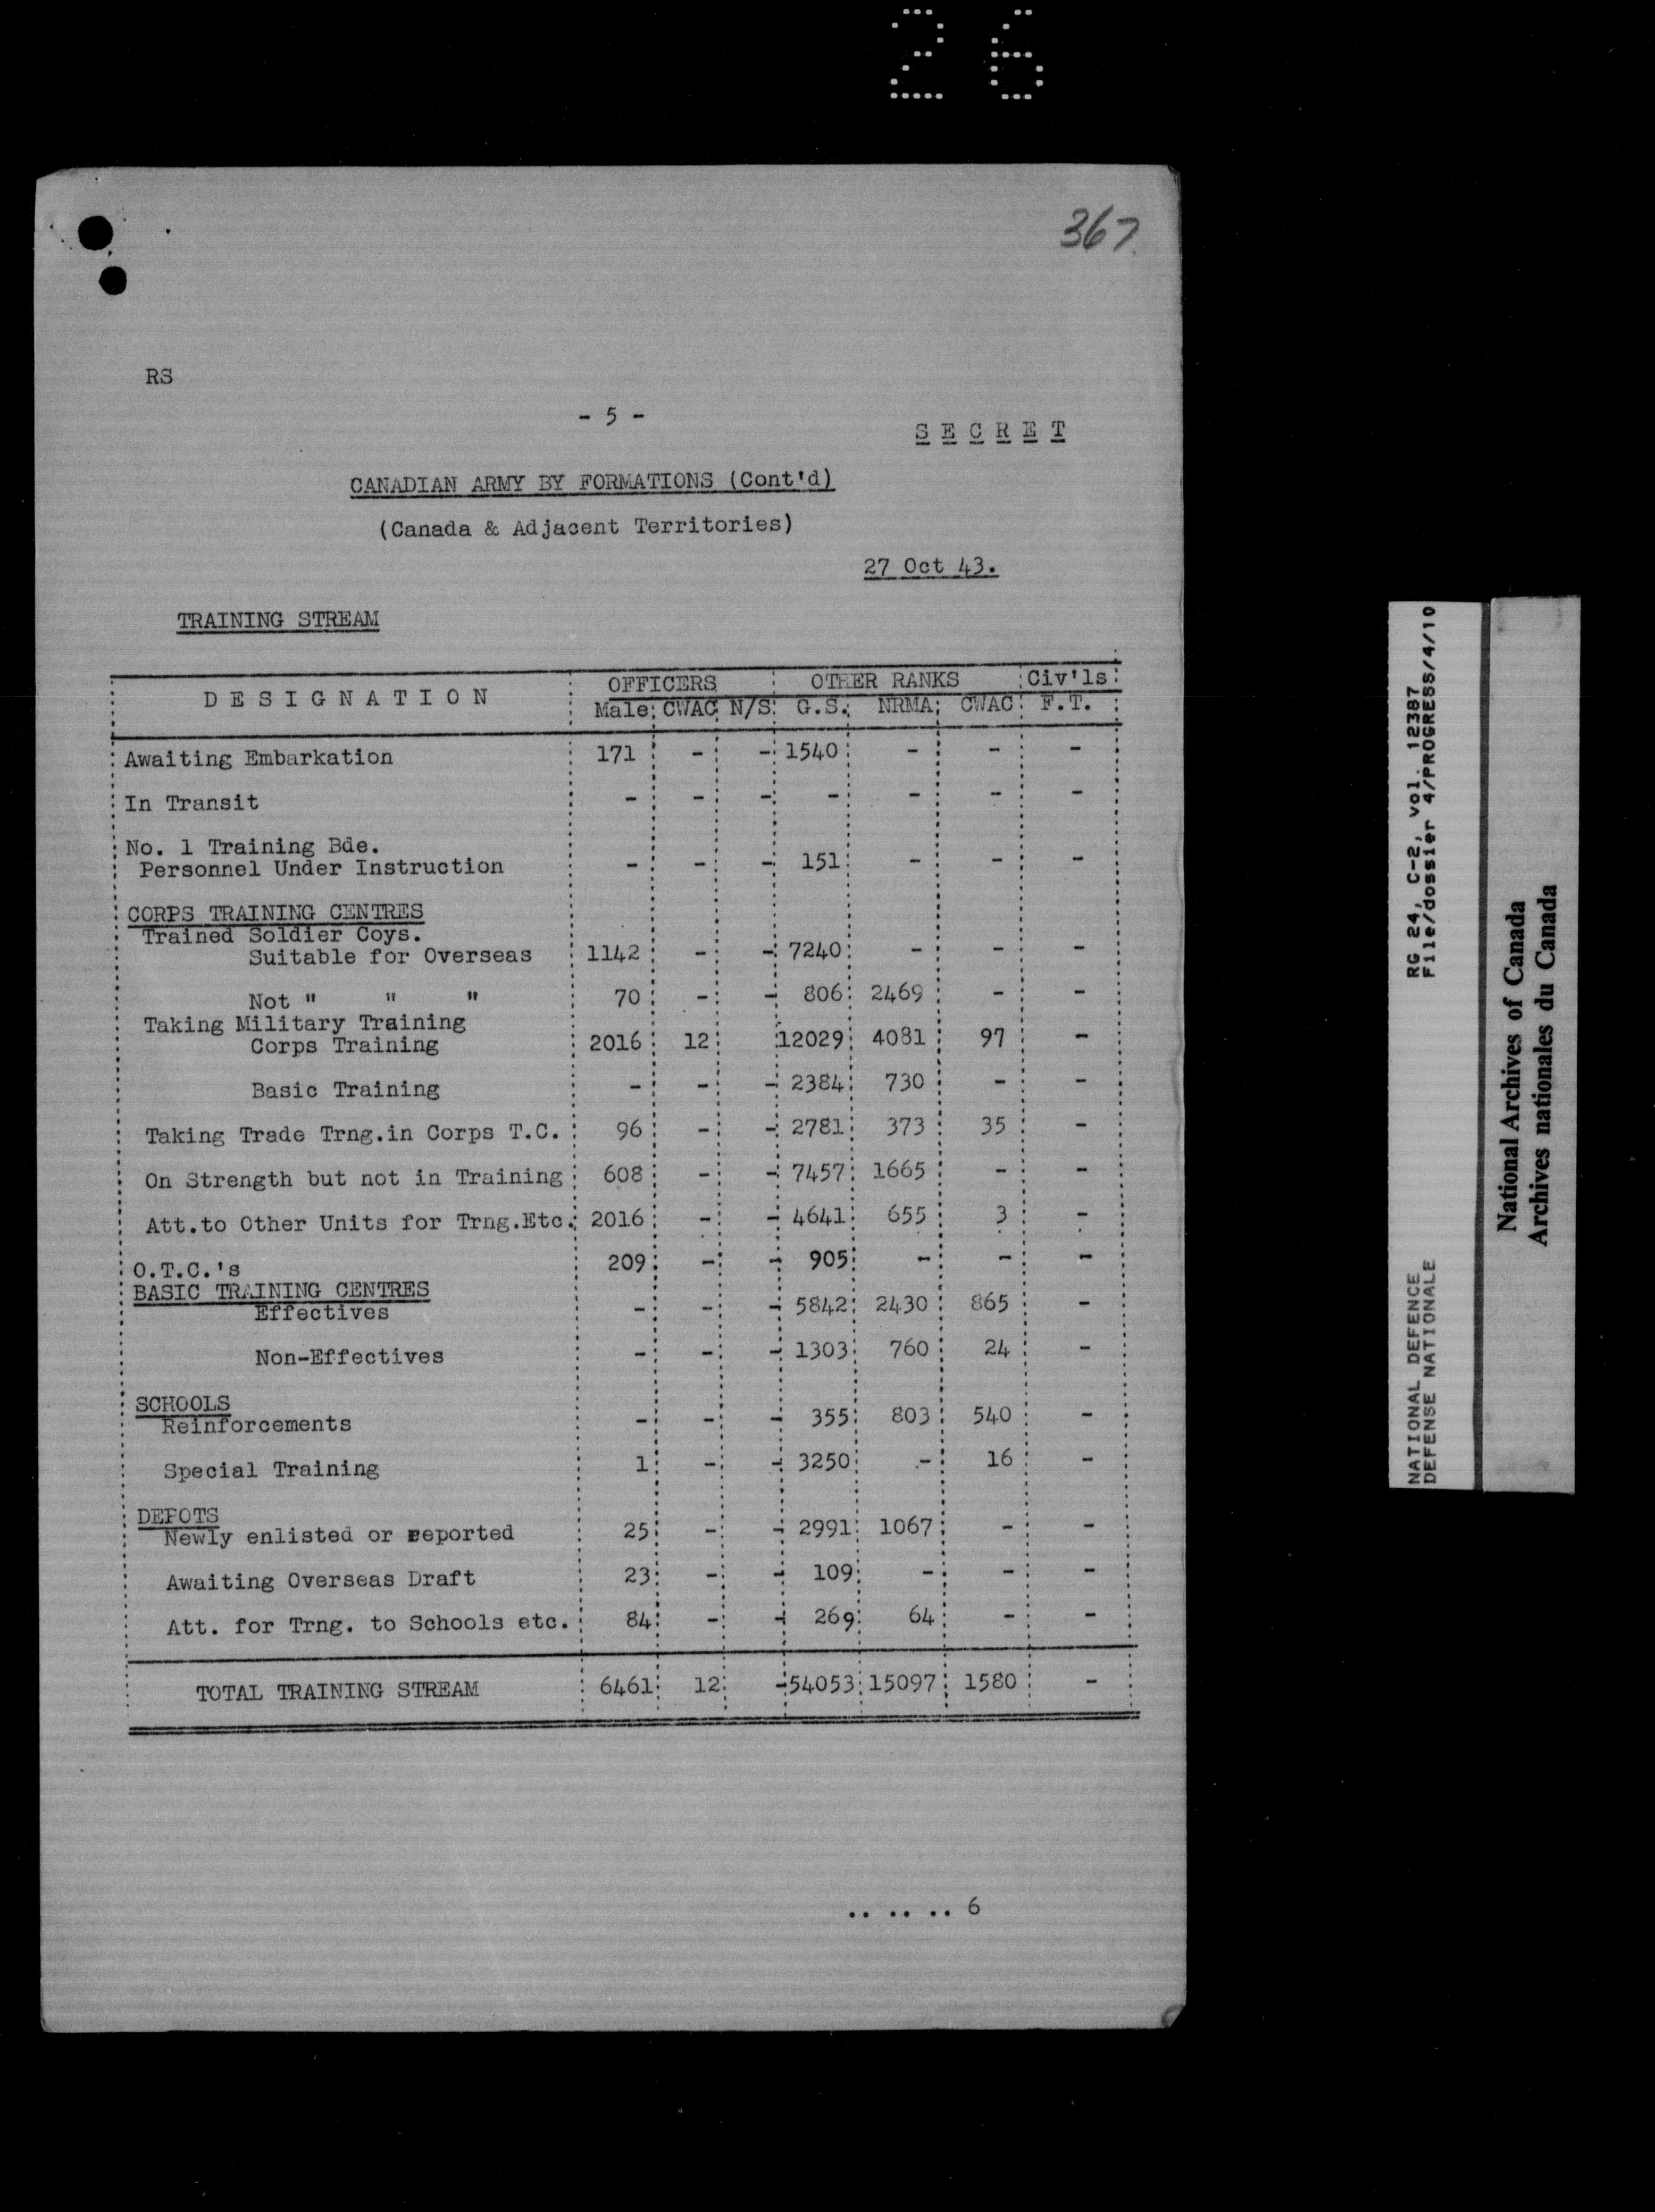 26
367.
RS
- 5 -
S E C R E T
CANADIAN ARMY BY FORMATIONS (Cont'd)
(Canada & Adjacent Territories)
27 Oct 43.
TRAINING STREAM
D E S I G N A T I O N : OFFICERS : OTHER RANKS : Civ'ls :
Male: CWAC: N/S: G.S.: NRMA: CWAC: F.T. :
Awaiting Embarkation : 171 : - : - : 1540 : - : - : - :
In Transit : - : - : - : - : - : - : - :
No. 1 Training Bde.
Personnel Under Instruction : - : - : - : 151 : - : - : - :
CORPS TRAINING CENTRES
Trained Soldier Coys.
Suitable for Overseas : 1142 : - : - : 7240 : - : - : - :
Not " " " : 70 : - : - : 806 : 2469 : - : - :
Taking Military Training
Corps Training : 2016 : 12 : : 12029 : 4081 : 97 : - :
Basic Training : - : - : - : 2384 : 730 : - : - :
Taking Trade Trng.in Corps T.C. : 96 : - : - : 2781 : 373 : 35 : - :
On Strength but not in Training : 608 : - : - : 7457 : 1665 : - : - :
Att.to Other Units for Trng.Etc. : 2016 : - : - : 4641 : 655 : 3 : - :
O.T.C.'s : 209 : - : - : 905 : - : - : - :
BASIC TRAINING CENTRES
Effectives : - : - : - : 5842 : 2430 : 865 : - :
Non-Effectives : - : - : - : 1303 : 760 : 24 : - :
SCHOOLS
Reinforcements : - : - : - : 355 : 803 : 540 : - :
Special Training : 1 : - : - : 3250 : - : 16 : - :
DEPOTS
Newly enlisted or reported : 25 : - : - : 2991 : 1067 : - : - :
Awaiting Overseas Draft : 23 : - : - : 109 : - : - : - :
Att. for Trng. to Schools etc. : 84 : - : - : 269 : 64 : - : - :
TOTAL TRAINING STREAM : 6461 : 12 : - : 54053 : 15097 : 1580 : - :
.. .. .. 6
NATIONAL DEFENCE RG 24, C-2, vol. 12387
DEFENSE NATIONALE File/dossier 4/PROGRESS/4/10
National Archives of Canada
Archives nationales du Canada